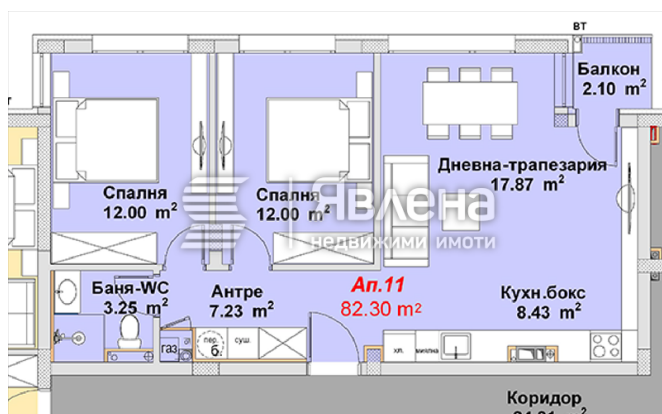 вт
Балкон
2.10 m²
Дневна-трапезария
17.87 m²
Спалня
12.00 m²
Спалня
12.00 m²
Явлена
недвижими имоти
Баня-WC
3.25 m²
Антре
7.23 m²
Ап.11
82.30 m²
Кухн.бокс
8.43 m²
газ
пер.
б.
суш.
хл.
миялна
Коридор